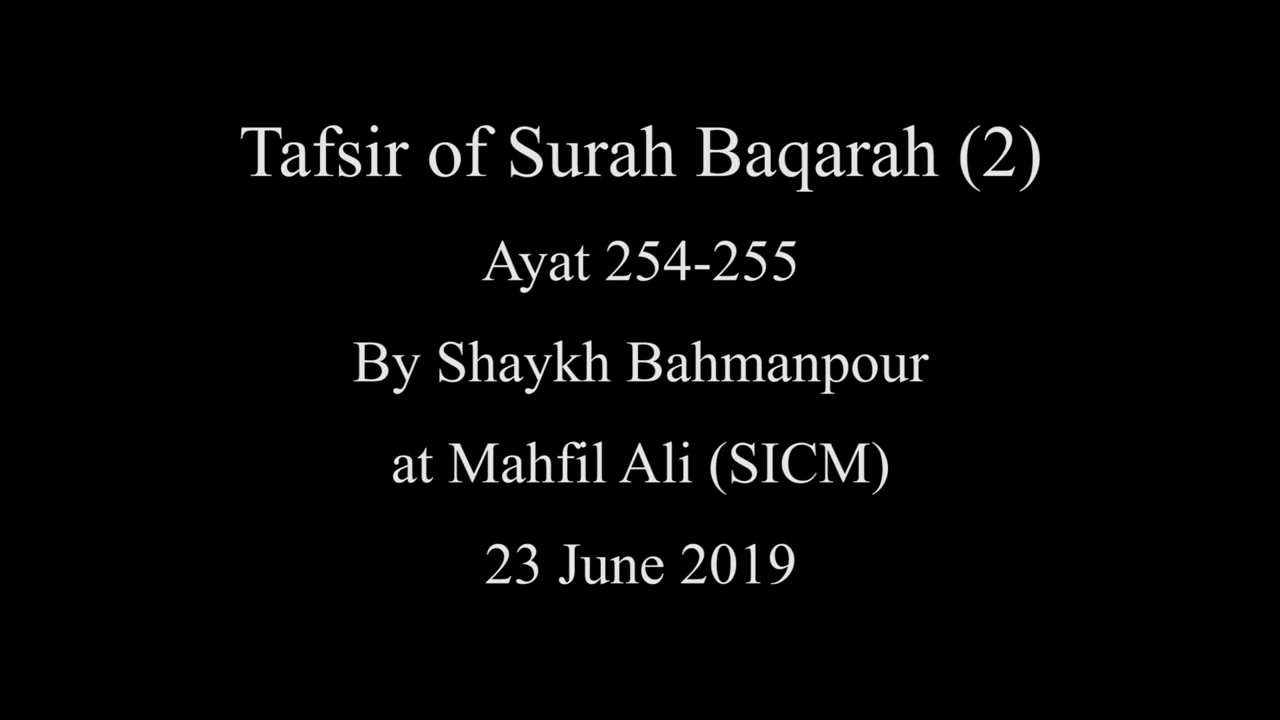 Tafsir of Surah Baqarah (2)
Ayat 254-255
By Shaykh Bahmanpour
at Mahfil Ali (SICM)
23 June 2019